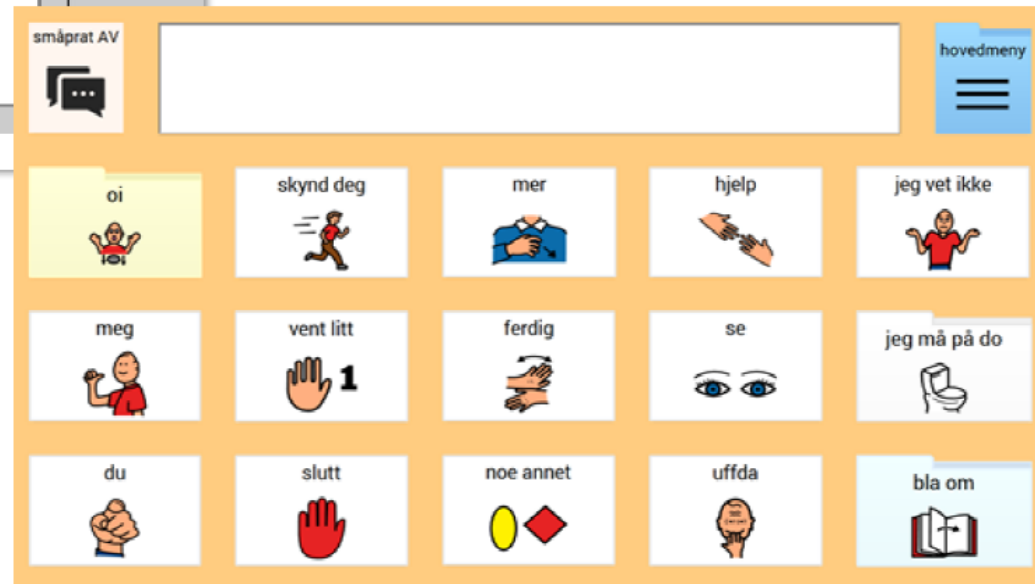 småprat AV
hovedmeny
oi
skynd deg
mer
hjelp
jeg vet ikke
meg
vent litt
1
ferdig
se
jeg må på do
du
slutt
noe annet
uffda
bla om